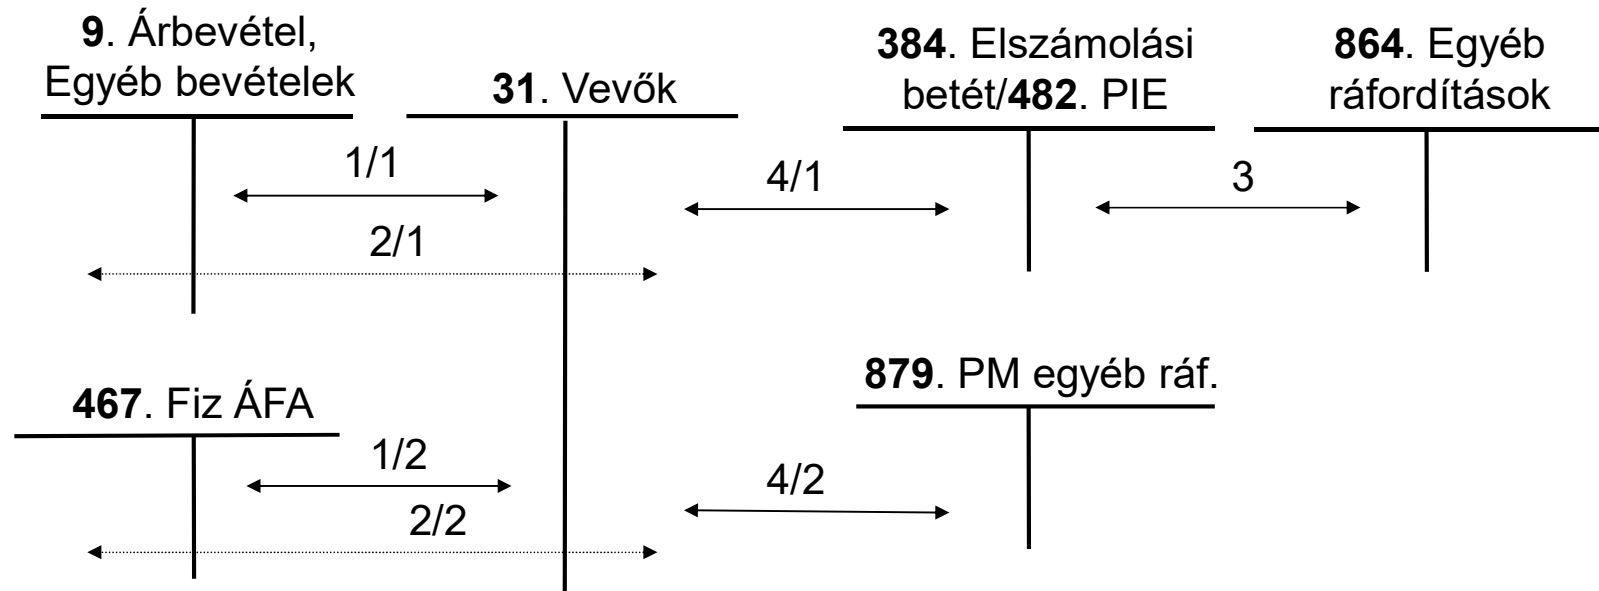 9. Árbevétel,
Egyéb bevételek
31. Vevők
384. Elszámolási
betét/482. PIE
864. Egyéb
ráfordítások
1/1
4/1
3
2/1
467. Fiz ÁFA
879. PM egyéb ráf.
1/2
4/2
2/2